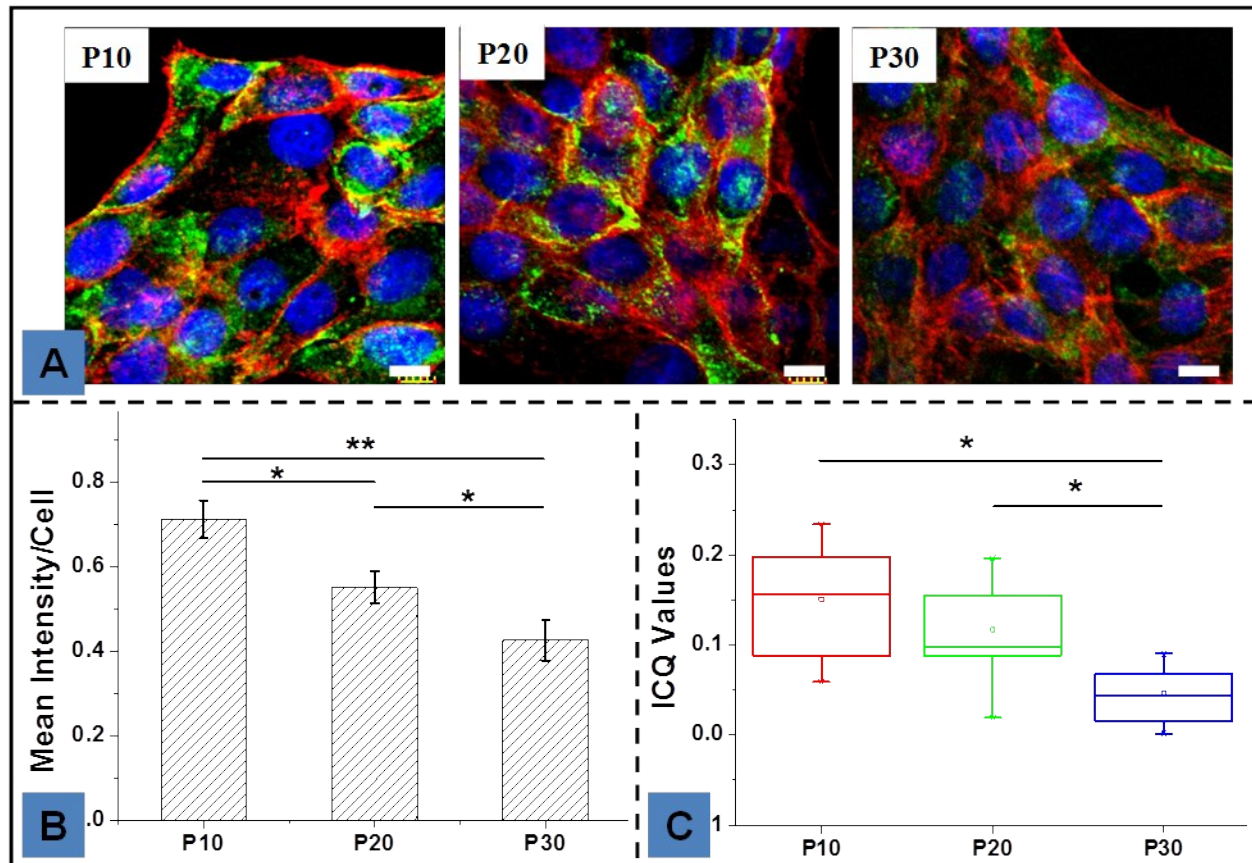 P10
P20
P30
A
**
*
*
Mean Intensity/Cell
0.8
0.6
0.4
0.2
.0
P10
P20
P30
B
*
*
ICQ Values
0.3
0.2
0.1
0.0
1
P10
P20
P30
C